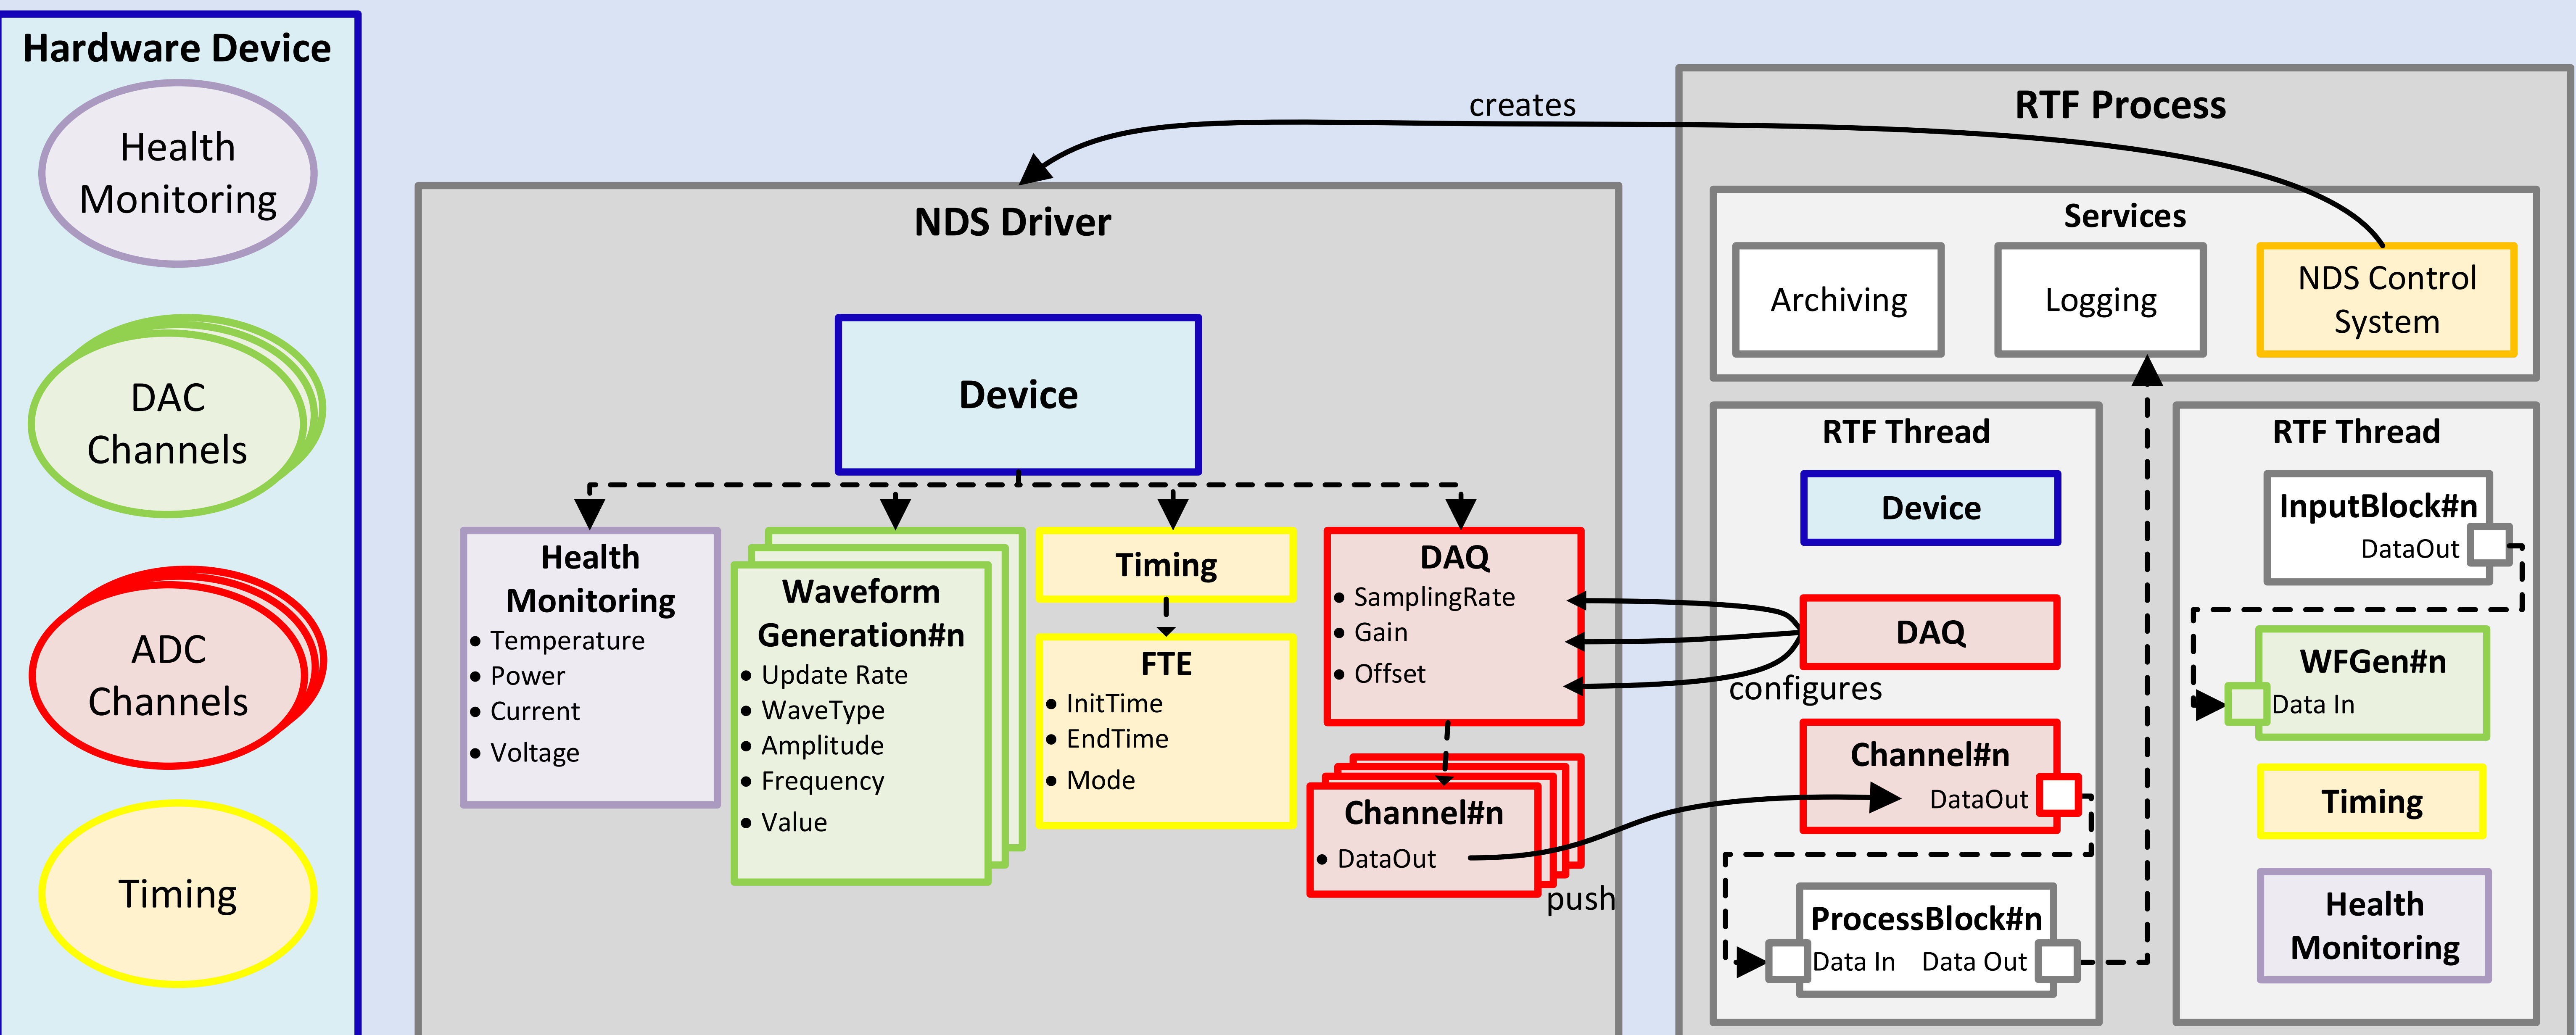 Hardware Device
Health
Monitoring
DAC
Channels
ADC
Channels
Timing
creates
NDS Driver
Device
Health
Monitoring
• Temperature
• Power
• Current
• Voltage
Waveform
Generation#n
• Update Rate
• WaveType
• Amplitude
• Frequency
• Value
Timing
FTE
• InitTime
• EndTime
• Mode
DAQ
• SamplingRate
• Gain
• Offset
Channel#n
• DataOut
push
configures
RTF Process
Services
Archiving
Logging
NDS Control
System
RTF Thread
Device
DAQ
Channel#n
DataOut
ProcessBlock#n
Data In Data Out
RTF Thread
InputBlock#n
DataOut
WFGen#n
Data In
Timing
Health
Monitoring